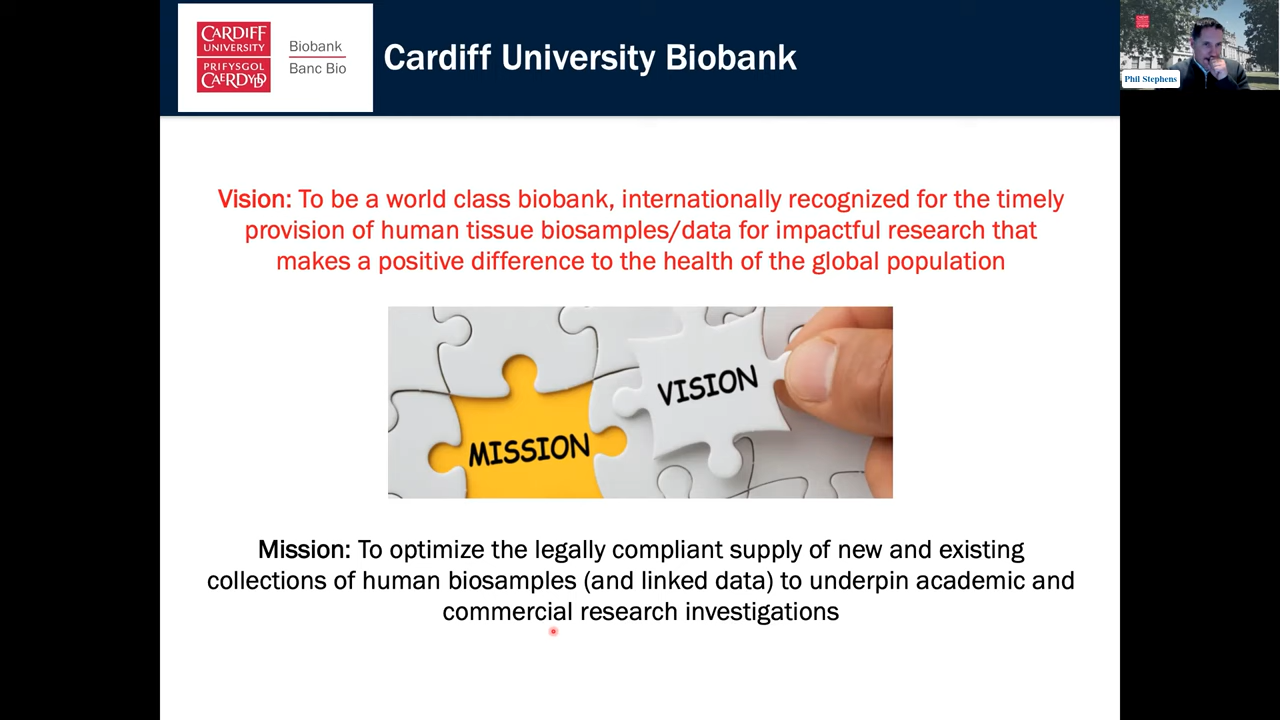 CARDIFF
UNIVERSITY
PRIFYSGOL
CAERDYDD
Biobank
Banc Bio
Cardiff University Biobank
Phil Stephens
Vision: To be a world class biobank, internationally recognized for the timely
provision of human tissue biosamples/data for impactful research that
makes a positive difference to the health of the global population
MISSION
VISION
Mission: To optimize the legally compliant supply of new and existing
collections of human biosamples (and linked data) to underpin academic and
commercial research investigations